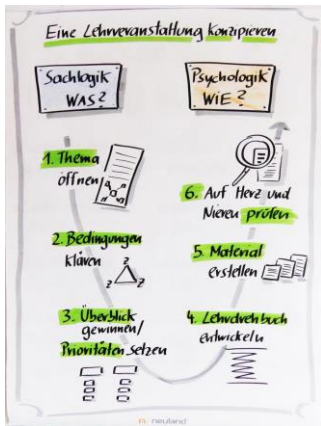 Eine Lehrveranstaltung konzipieren
Sachlogik
WAS?
Psychologik
WiE?
1. Thema
öffnen
2. Bedingungen
klären
z
z
z
3. Überblick
gewinnen/
Prioritäten setzen
4. Lehrdrehbuch
entwickeln
5. Material
erstellen
6. Auf Herz und
Nieren prüfen
neuland